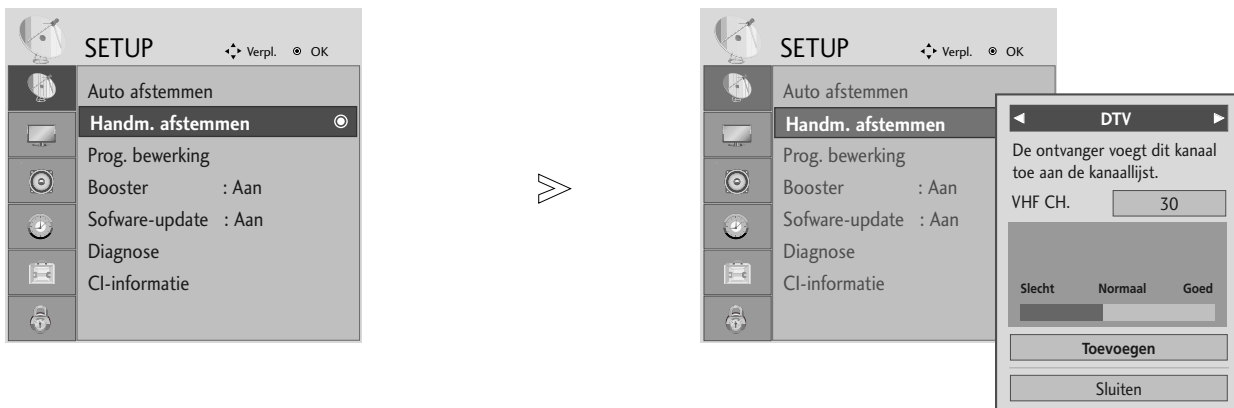 SETUP
Verpl. OK
Auto afstemmen
Handm. afstemmen
Prog. bewerking
Booster : Aan
Sofware-update : Aan
Diagnose
CI-informatie
SETUP
Verpl. OK
Auto afstemmen
Handm. afstemmen
Prog. bewerking
Booster : Aan
Sofware-update : Aan
Diagnose
CI-informatie
DTV
De ontvanger voegt dit kanaal
toe aan de kanaallijst.
VHF CH. 30
Slecht Normaal Goed
Toevoegen
Sluiten